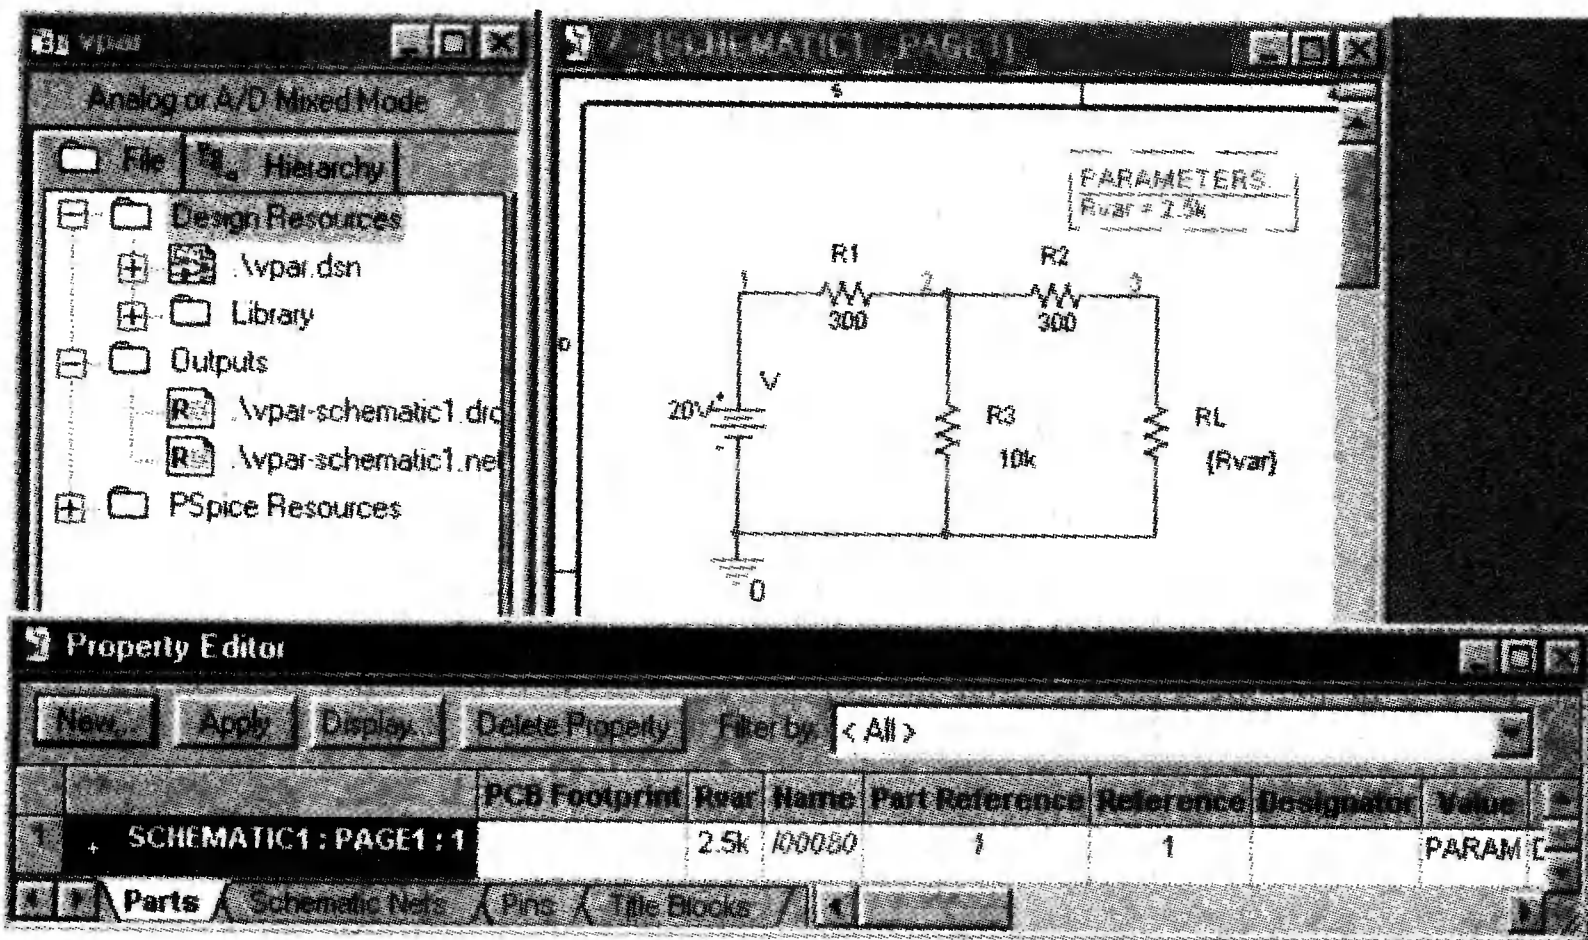 vpar
Analog or A/D Mixed Mode
File
Hierarchy
Design Resources
.\vpar.dsn
Library
Outputs
.\vpar-schematic1.drc
.\vpar-schematic1.net
PSpice Resources
(SCHEMATIC1 : PAGE1)
5
4
D
PARAMETERS:
Rvar = 2.5k
R1
300
R2
300
1
2
3
20V
+
V
-
R3
10k
RL
{Rvar}
0
Property Editor
New... Apply Display... Delete Property Filter by: < All >
PCB Footprint Rvar Name Part Reference Reference Designator Value
1 + SCHEMATIC1 : PAGE1 : 1 2.5k I00080 1 1 PARAM
Parts Schematic Nets Pins Title Blocks